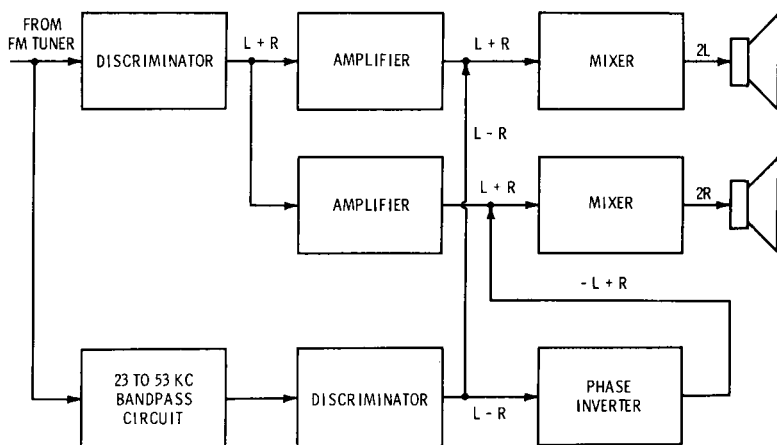 FROM
FM TUNER
DISCRIMINATOR
L + R
AMPLIFIER
L + R
MIXER
2L
L - R
AMPLIFIER
L + R
MIXER
2R
- L + R
23 TO 53 KC
BANDPASS
CIRCUIT
DISCRIMINATOR
L - R
PHASE
INVERTER